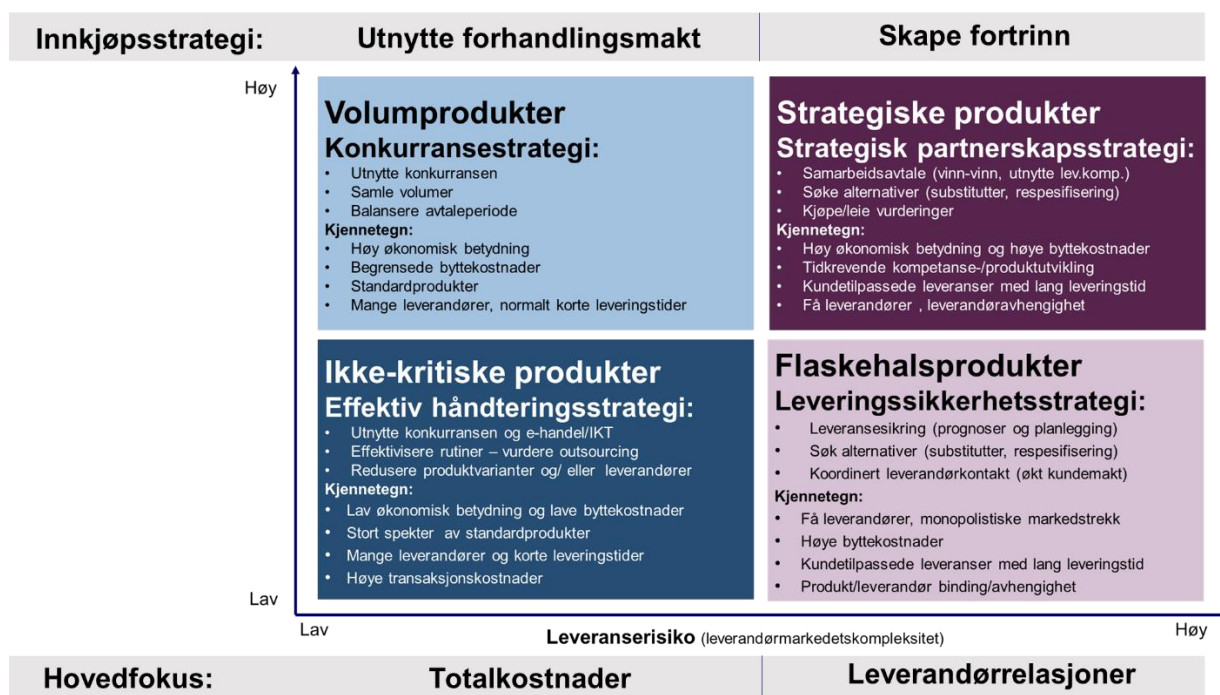 Innkjøpsstrategi:
Utnytte forhandlingsmakt
Skape fortrinn
Høy
Volumprodukter
Konkurransestrategi:
• Utnytte konkurransen
• Samle volumer
• Balansere avtaleperiode
Kjennetegn:
• Høy økonomisk betydning
• Begrensede byttekostnader
• Standardprodukter
• Mange leverandører, normalt korte leveringstider
Strategiske produkter
Strategisk partnerskapsstrategi:
• Samarbeidsavtale (vinn-vinn, utnytte lev.komp.)
• Søke alternativer (substitutter, respesifisering)
• Kjøpe/leie vurderinger
Kjennetegn:
• Høy økonomisk betydning og høye byttekostnader
• Tidkrevende kompetanse-/produktutvikling
• Kundetilpassede leveranser med lang leveringstid
• Få leverandører , leverandøravhengighet
Ikke-kritiske produkter
Effektiv håndteringsstrategi:
• Utnytte konkurransen og e-handel/IKT
• Effektivisere rutiner – vurdere outsourcing
• Redusere produktvarianter og/ eller leverandører
Kjennetegn:
• Lav økonomisk betydning og lave byttekostnader
• Stort spekter av standardprodukter
• Mange leverandører og korte leveringstider
• Høye transaksjonskostnader
Flaskehalsprodukter
Leveringssikkerhetsstrategi:
• Leveransesikring (prognoser og planlegging)
• Søk alternativer (substitutter, respesifisering)
• Koordinert leverandørkontakt (økt kundemakt)
Kjennetegn:
• Få leverandører, monopolistiske markedstrekk
• Høye byttekostnader
• Kundetilpassede leveranser med lang leveringstid
• Produkt/leverandør binding/avhengighet
Lav
Lav
Leveranserisiko (leverandørmarkedetskompleksitet)
Høy
Hovedfokus:
Totalkostnader
Leverandørrelasjoner